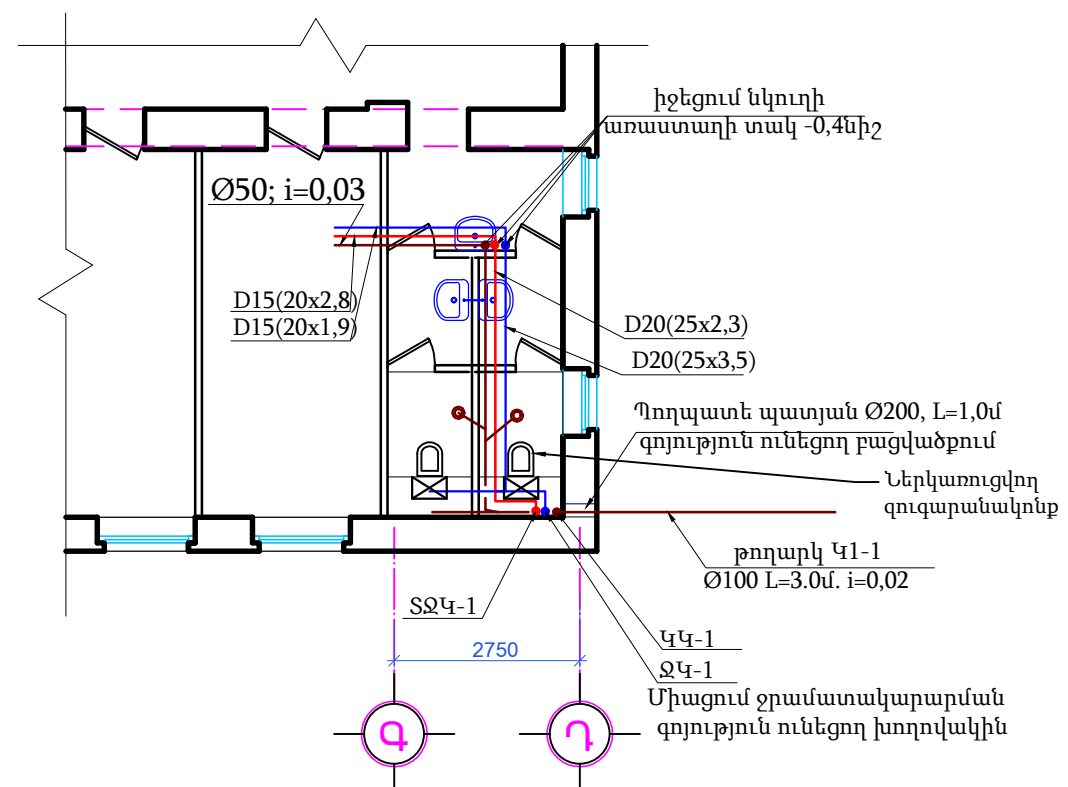 իջեցում նկուղի
առաստաղի տակ -0,4նիշ
Ø50; i=0,03
D15(20x2,8)
D15(20x1,9)
D20(25x2,3)
D20(25x3,5)
Պողպատե պատյան Ø200, L=1,0մ
գոյություն ունեցող բացվածքում
Ներկառուցվող
զուգարանակոնք
թողարկ Կ1-1
Ø100 L=3.0մ. i=0,02
ՏՋԿ-1
ԿԿ-1
2750
ՋԿ-1
Միացում ջրամատակարարման
գոյություն ունեցող խողովակին
Գ
Դ